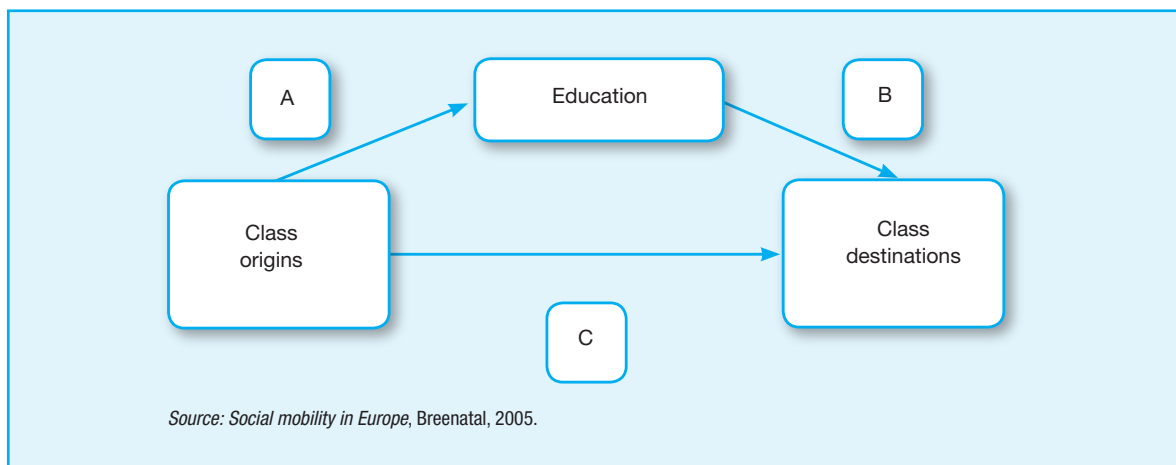 A
Education
B
Class
origins
Class
destinations
C
Source: Social mobility in Europe, Breenatal, 2005.